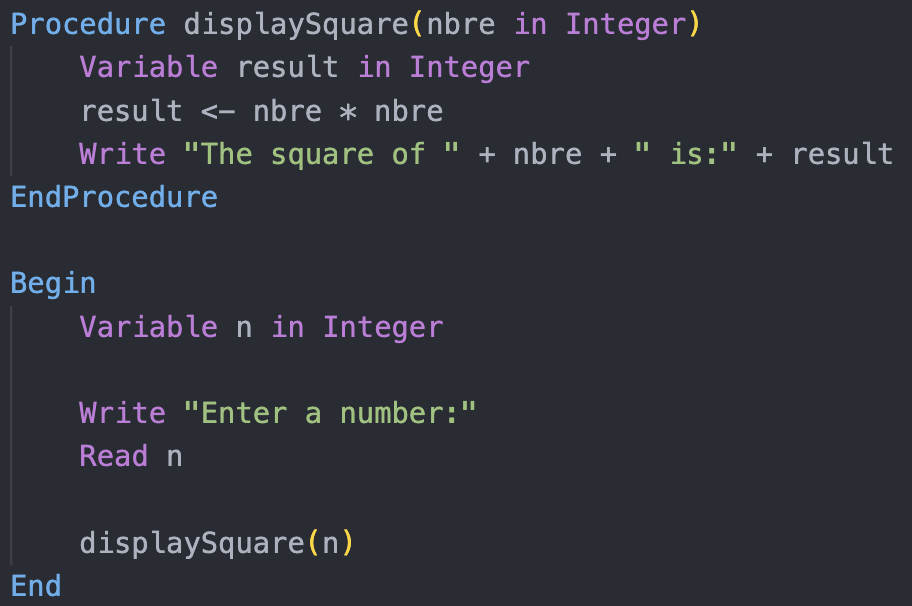 Procedure displaySquare(nbre in Integer)
Variable result in Integer
result <- nbre * nbre
Write "The square of " + nbre + " is:" + result
EndProcedure
Begin
Variable n in Integer
Write "Enter a number:"
Read n
displaySquare(n)
End